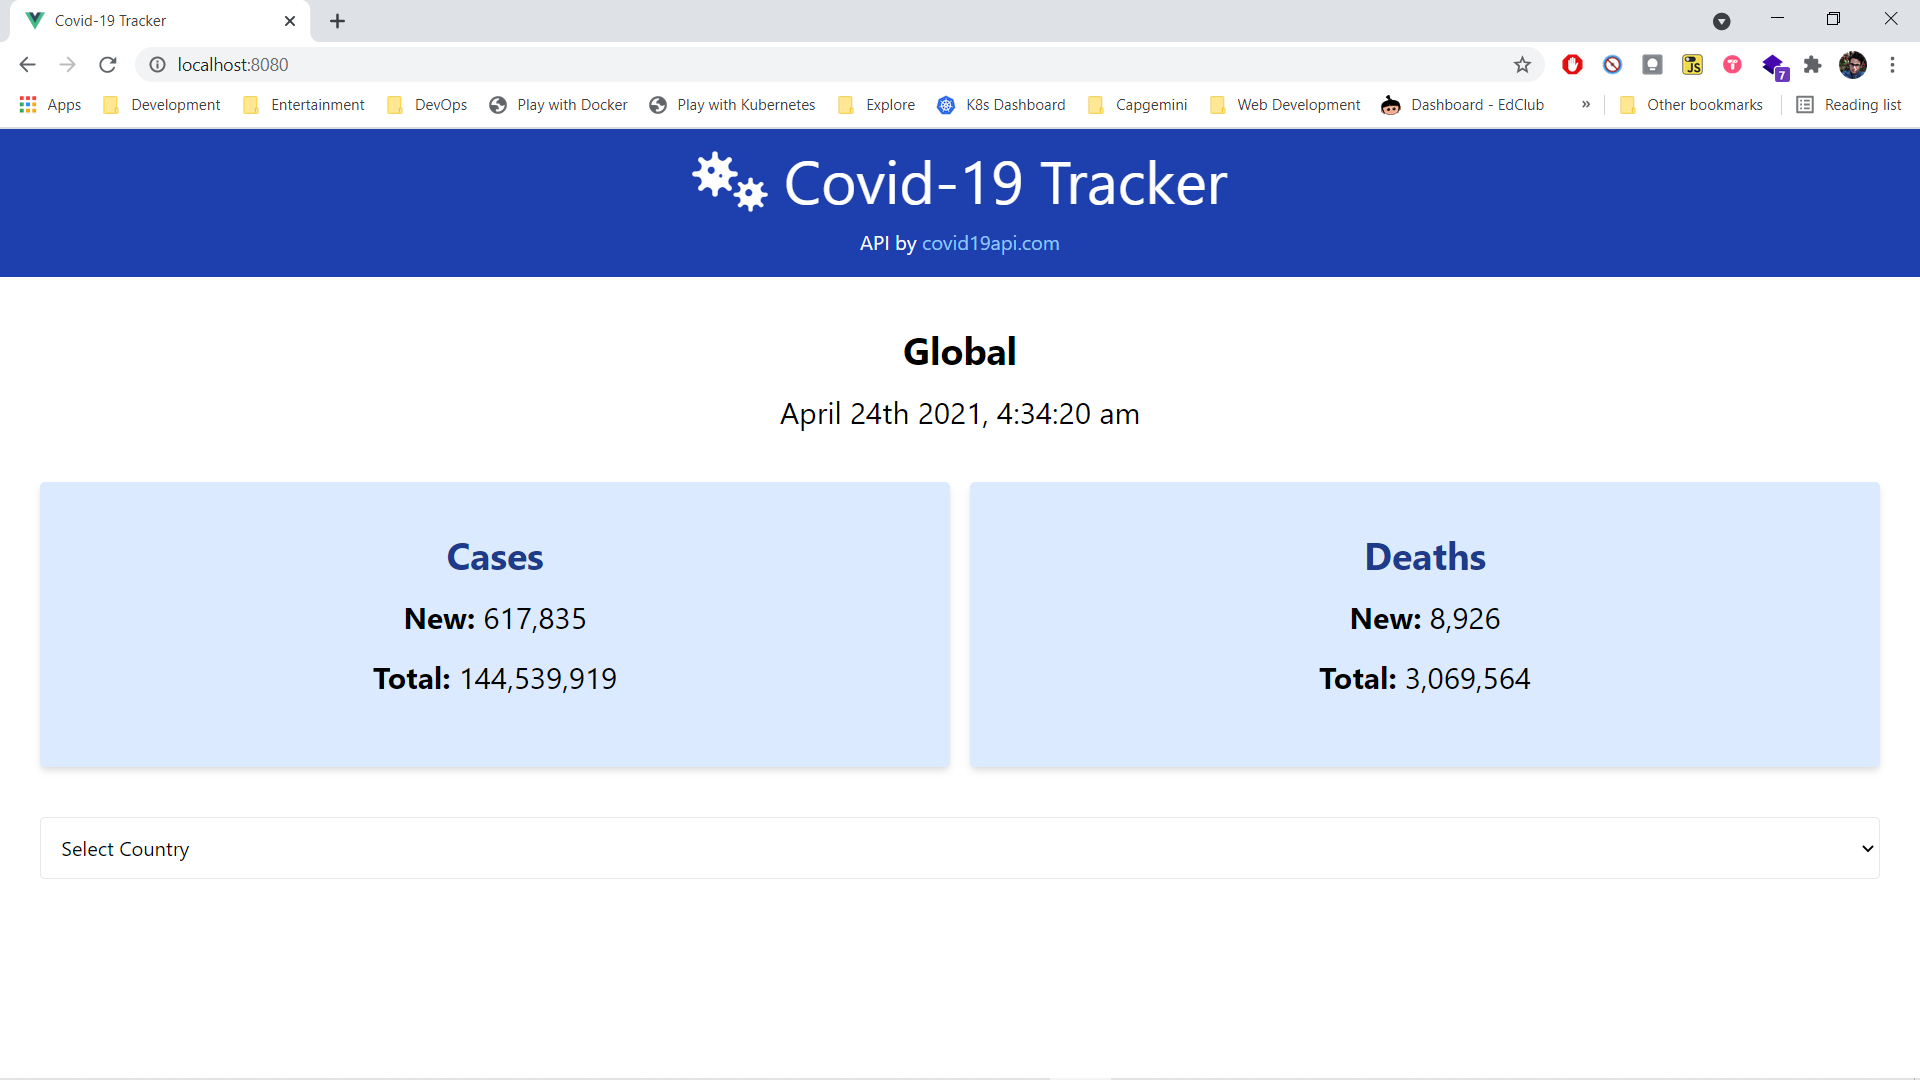 Covid-19 Tracker
localhost:8080
JS
7
Apps Development Entertainment DevOps Play with Docker Play with Kubernetes Explore K8s Dashboard Capgemini Web Development Dashboard - EdClub » Other bookmarks Reading list
Covid-19 Tracker
API by covid19api.com
Global
April 24th 2021, 4:34:20 am
Cases
New: 617,835
Total: 144,539,919
Deaths
New: 8,926
Total: 3,069,564
Select Country